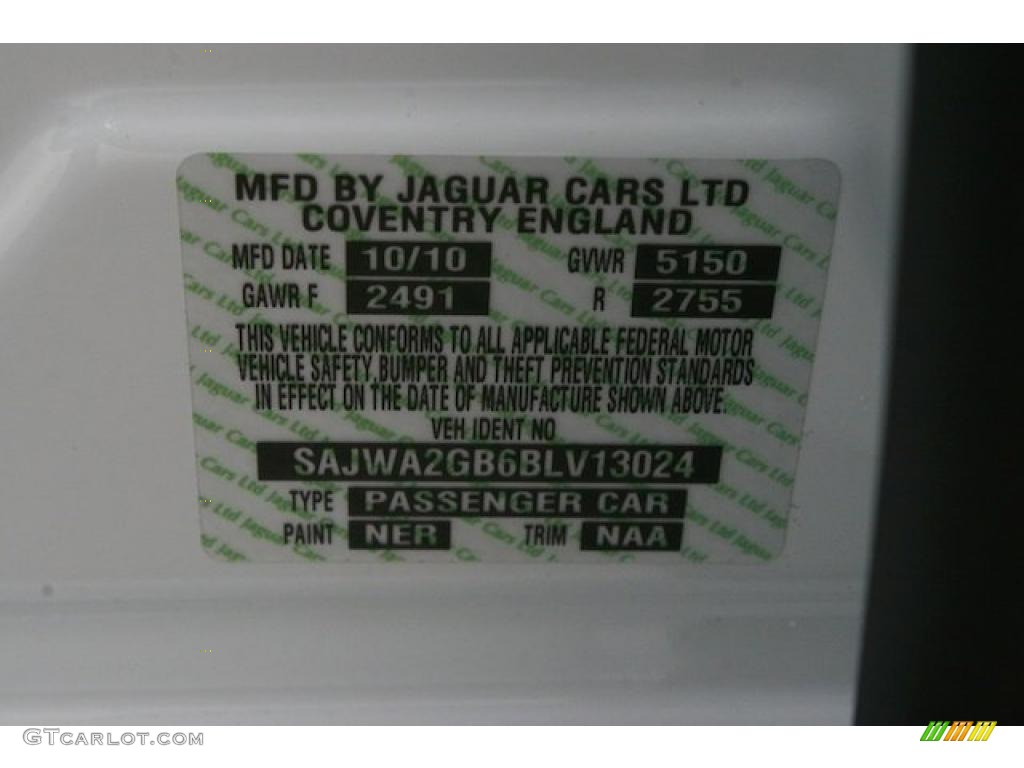 MFD BY JAGUAR CARS LTD
COVENTRY ENGLAND
MFD DATE 10/10 GVWR 5150
GAWR F 2491 R 2755
THIS VEHICLE CONFORMS TO ALL APPLICABLE FEDERAL MOTOR
VEHICLE SAFETY, BUMPER AND THEFT PREVENTION STANDARDS
IN EFFECT ON THE DATE OF MANUFACTURE SHOWN ABOVE.
VEH IDENT NO
SAJWA2GB6BLV13024
TYPE PASSENGER CAR
PAINT NER TRIM NAA
GTCarlot.com